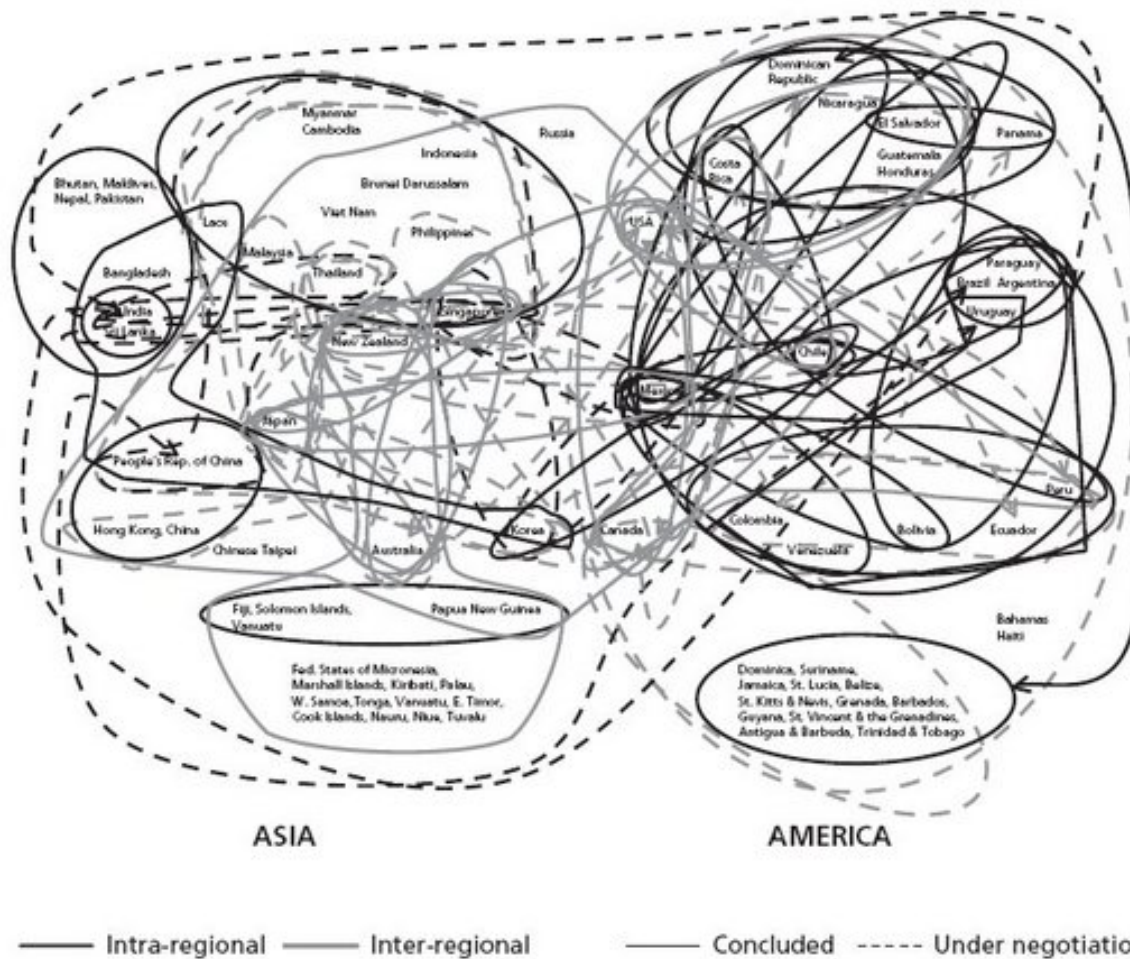 Dominican
Republic
Nicaragua
El Salvador
Panama
Costa
Rica
Guatemala
Honduras
Myanmar
Cambodia
Russia
Indonesia
Bhutan, Maldives,
Nepal, Pakistan
Brunei Darussalam
Laos
Viet Nam
USA
Philippines
Malaysia
Thailand
Bangladesh
India
Sri Lanka
Singapore
New Zealand
Paraguay
Brazil Argentina
Uruguay
Chile
Japan
People's Rep. of China
Hong Kong, China
Chinese Taipei
Australia
Korea
Canada
Colombia
Venezuela
Bolivia
Ecuador
Peru
Fiji, Solomon Islands,
Vanuatu
Papua New Guinea
Bahamas
Haiti
Fed. States of Micronesia,
Marshall Islands, Kiribati, Palau,
W. Samoa, Tonga, Vanuatu, E. Timor,
Cook Islands, Nauru, Niue, Tuvalu
Dominica, Suriname,
Jamaica, St. Lucia, Belize,
St. Kitts & Nevis, Grenada, Barbados,
Guyana, St. Vincent & the Grenadines,
Antigua & Barbuda, Trinidad & Tobago
ASIA
AMERICA
Intra-regional
Inter-regional
Concluded
Under negotiatio